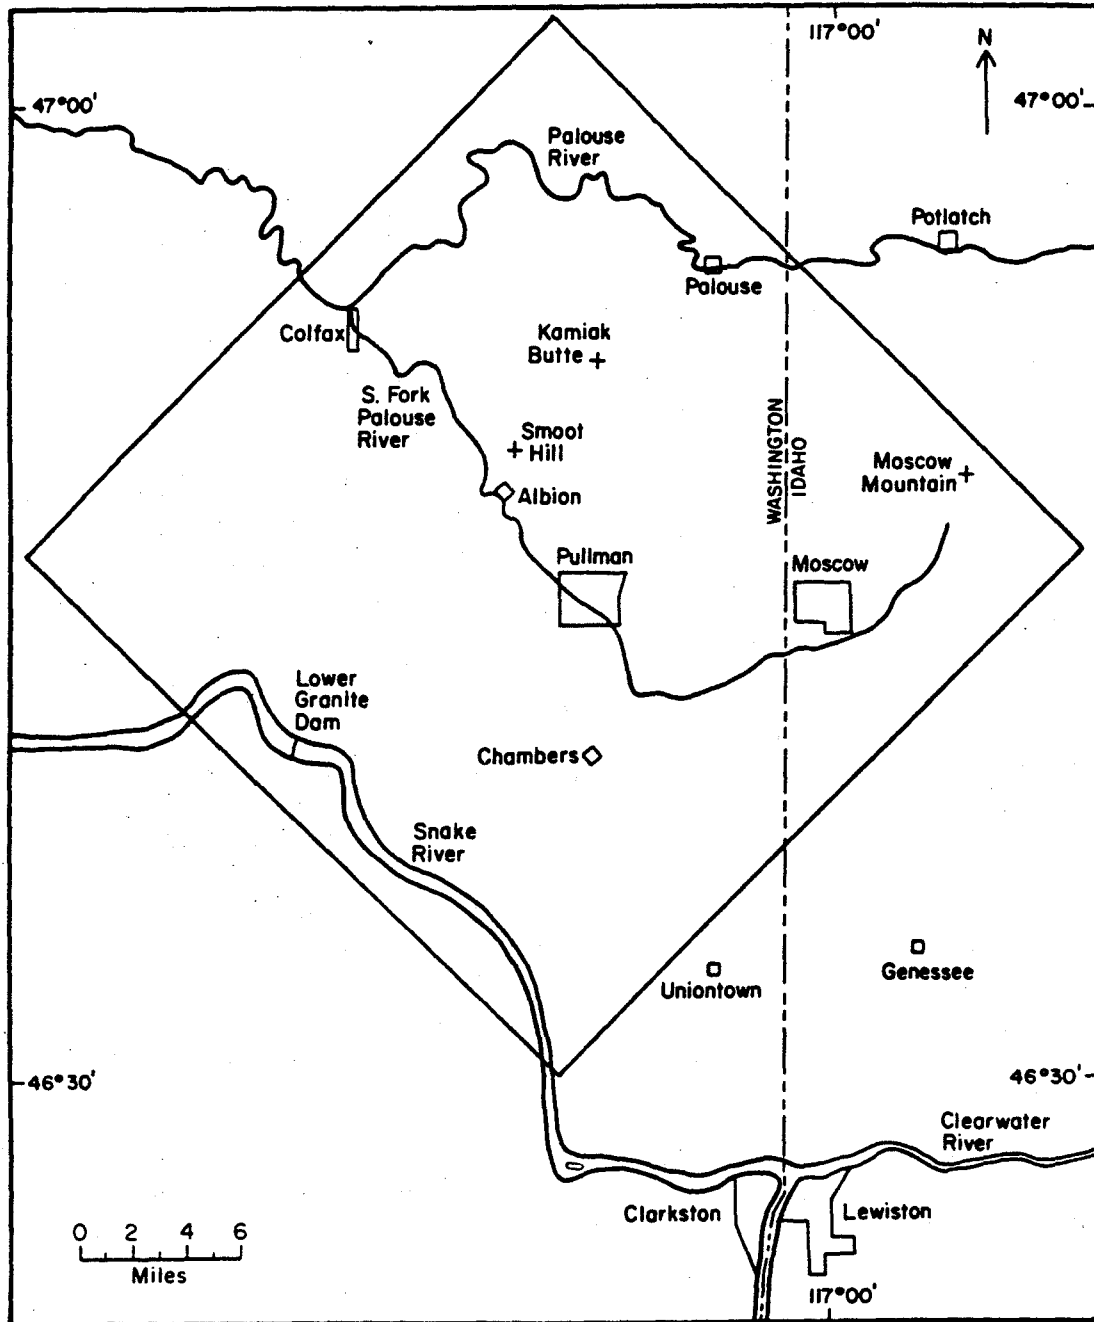 117°00'
N
47°00'
47°00'
Palouse
River
Potlatch
Palouse
Colfax
Kamiak
Butte
S. Fork
Palouse
River
Smoot
Hill
WASHINGTON
IDAHO
Moscow
Mountain
Albion
Pullman
Moscow
Lower
Granite
Dam
Chambers
Snake
River
Uniontown
Genessee
46°30'
46°30'
Clearwater
River
Clarkston
Lewiston
0 2 4 6
Miles
117°00'